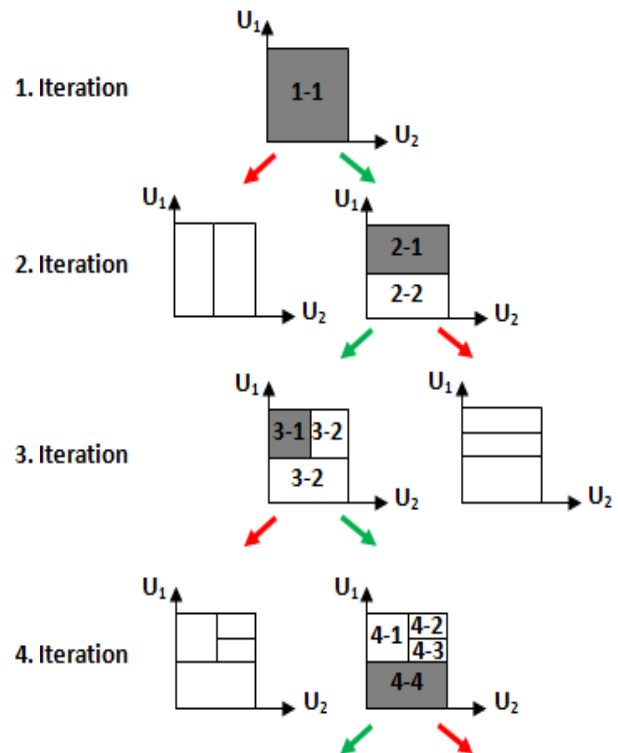 U₁
1. Iteration
1-1
U₂
U₁
U₁
2. Iteration
2-1
2-2
U₂
U₂
U₁
U₁
3. Iteration
3-1 3-2
3-2
U₂
U₂
U₁
U₁
4. Iteration
4-1
4-2
4-3
4-4
U₂
U₂